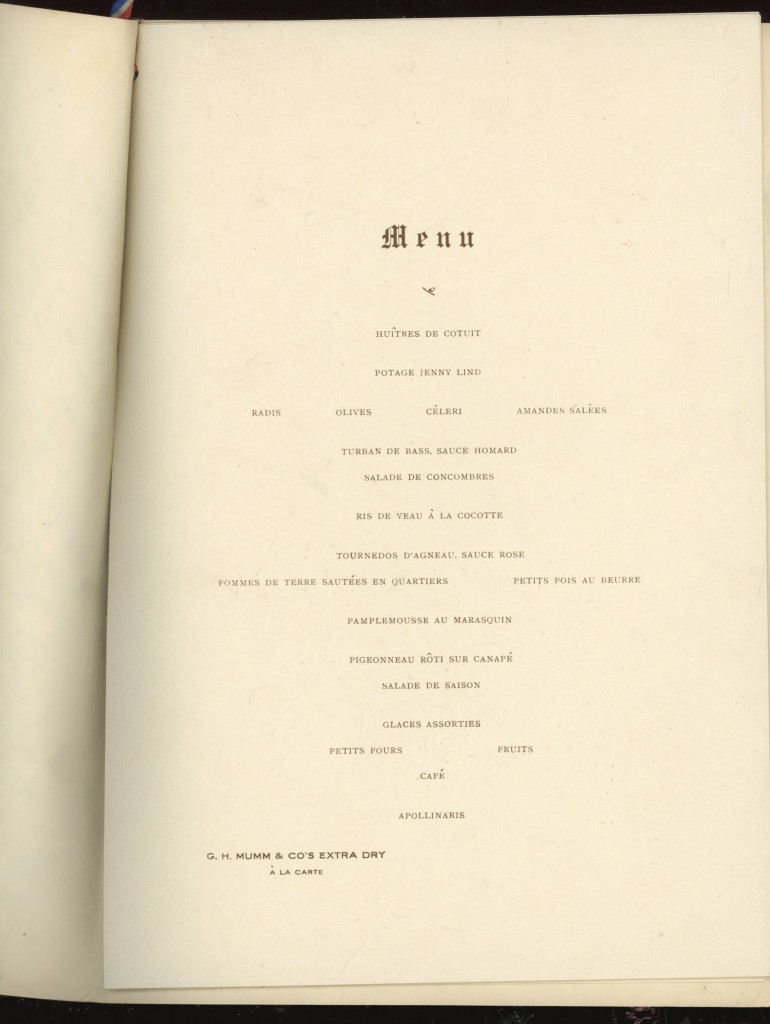 Menu
HUÎTRES DE COTUIT
POTAGE JENNY LIND
RADIS OLIVES CÉLERI AMANDES SALÉES
TURBAN DE BASS, SAUCE HOMARD
SALADE DE CONCOMBRES
RIS DE VEAU À LA COCOTTE
TOURNEDOS D'AGNEAU, SAUCE ROSE
POMMES DE TERRE SAUTÉES EN QUARTIERS PETITS POIS AU BEURRE
PAMPLEMOUSSE AU MARASQUIN
PIGEONNEAU RÔTI SUR CANAPÉ
SALADE DE SAISON
GLACES ASSORTIES
PETITS FOURS FRUITS
CAFÉ
APOLLINARIS
G. H. MUMM & CO'S EXTRA DRY
À LA CARTE